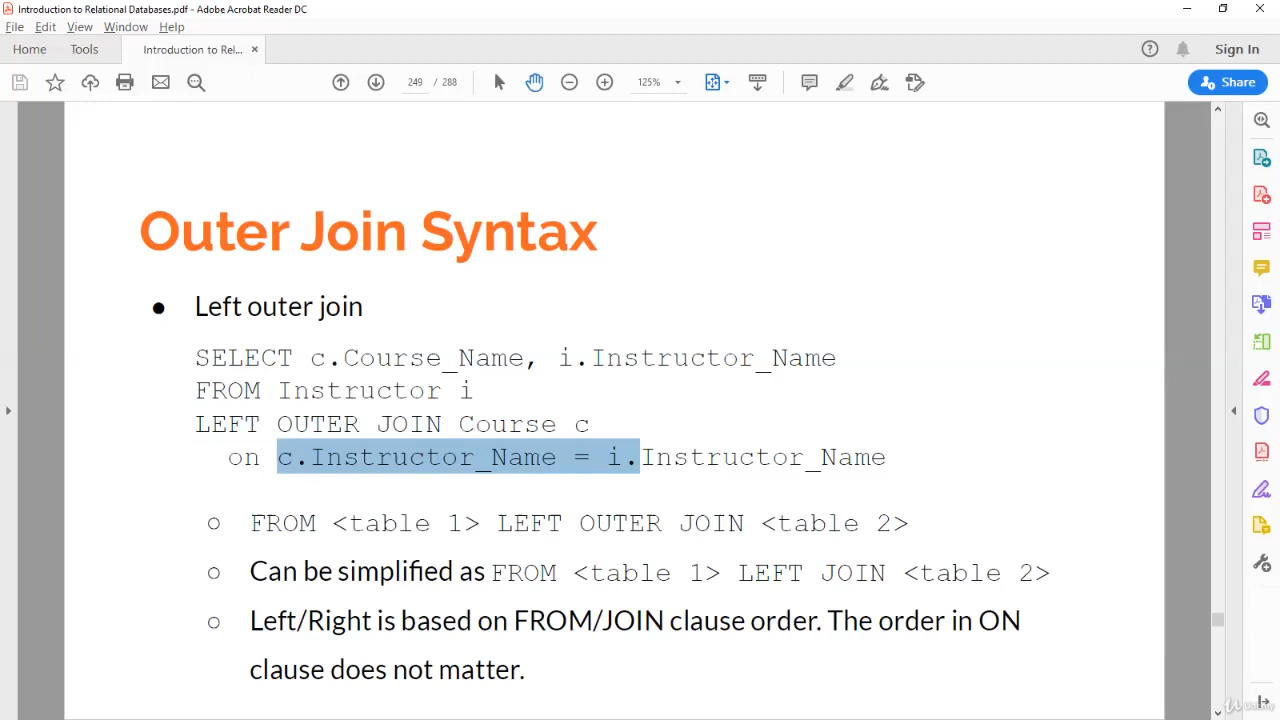 Introduction to Relational Databases.pdf - Adobe Acrobat Reader DC
File Edit View Window Help
Home Tools Introduction to Rel... × Sign In
249 / 288 125% Share
Outer Join Syntax
● Left outer join
SELECT c.Course_Name, i.Instructor_Name
FROM Instructor i
LEFT OUTER JOIN Course c
on c.Instructor_Name = i.Instructor_Name
○ FROM <table 1> LEFT OUTER JOIN <table 2>
○ Can be simplified as FROM <table 1> LEFT JOIN <table 2>
○ Left/Right is based on FROM/JOIN clause order. The order in ON
clause does not matter.
Udemy